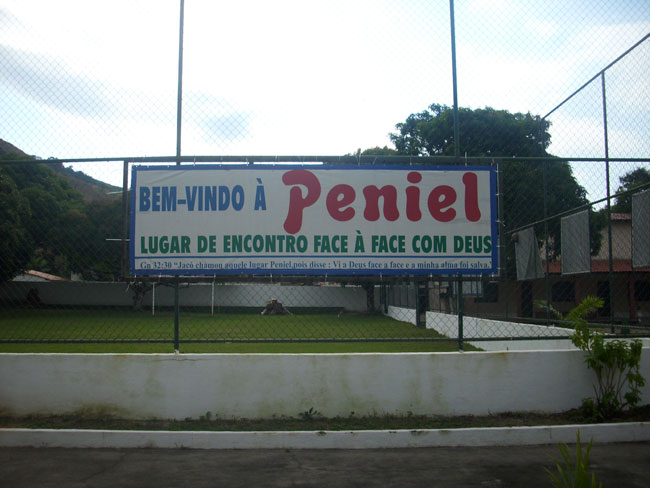 BEM-VINDO À Peniel
LUGAR DE ENCONTRO FACE À FACE COM DEUS
Gn 32:30 "Jacó chamou aquele lugar Peniel,pois disse : Vi a Deus face a face e a minha alma foi salva."